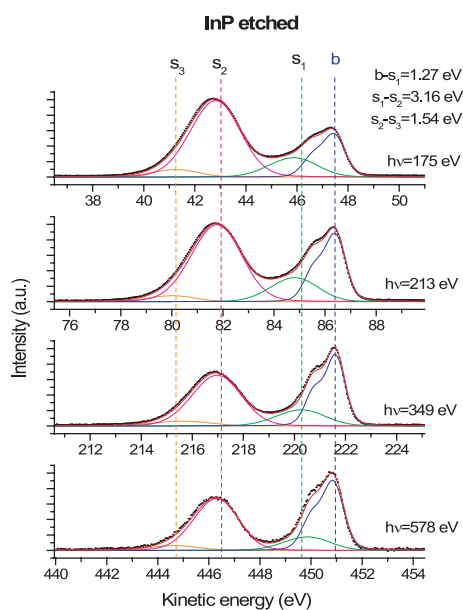 InP etched
s3 s2 s1 b
b-s1=1.27 eV
s1-s2=3.16 eV
s2-s3=1.54 eV
hν=175 eV
38 40 42 44 46 48 50
hν=213 eV
76 78 80 82 84 86 88
Intensity (a.u.)
hν=349 eV
212 214 216 218 220 222 224
hν=578 eV
440 442 444 446 448 450 452 454
Kinetic energy (eV)